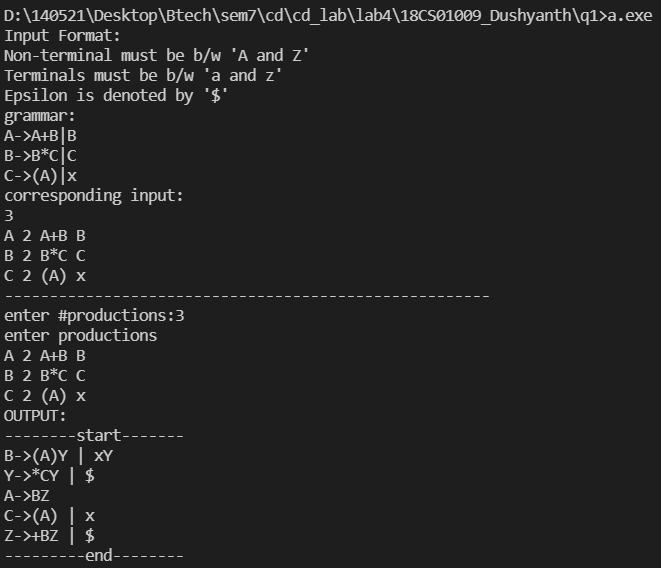 D:\140521\Desktop\Btech\sem7\cd\cd_lab\lab4\18CS01009_Dushyanth\q1>a.exe
Input Format:
Non-terminal must be b/w 'A and Z'
Terminals must be b/w 'a and z'
Epsilon is denoted by '$'
grammar:
A->A+B|B
B->B*C|C
C->(A)|x
corresponding input:
3
A 2 A+B B
B 2 B*C C
C 2 (A) x
------------------------------------------------------
enter #productions:3
enter productions
A 2 A+B B
B 2 B*C C
C 2 (A) x
OUTPUT:
--------start-------
B->(A)Y | xY
Y->*CY | $
A->BZ
C->(A) | x
Z->+BZ | $
---------end--------